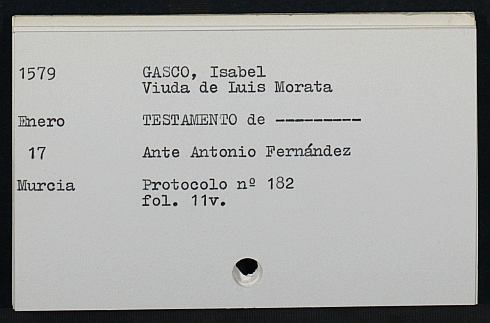 1579 GASCO, Isabel
Viuda de Luis Morata
Enero TESTAMENTO de ---------
17 Ante Antonio Fernández
Murcia Protocolo nº 182
fol. 11v.